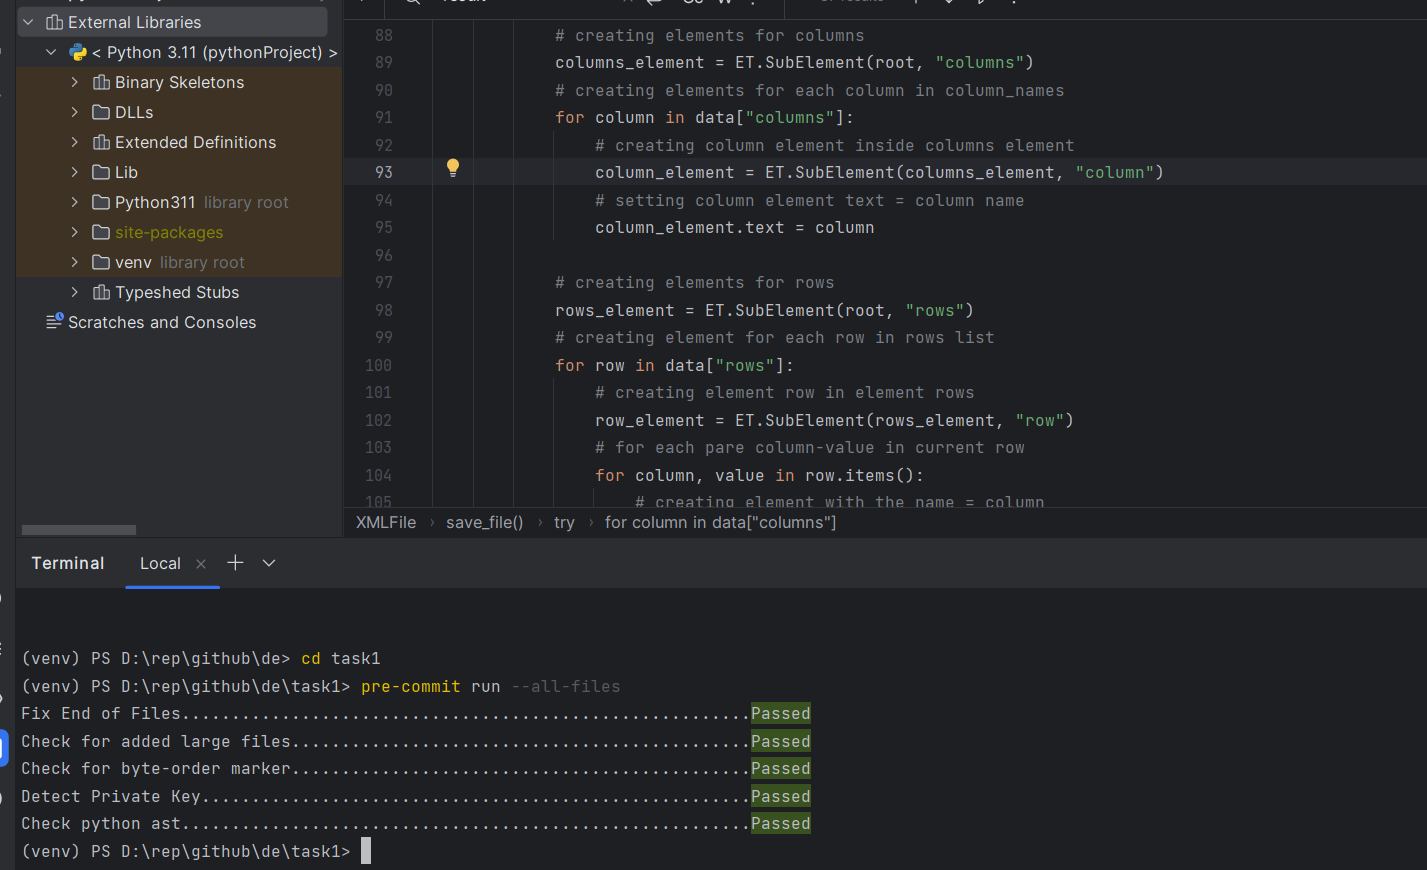 External Libraries
< Python 3.11 (pythonProject) >
Binary Skeletons
DLLs
Extended Definitions
Lib
Python311 library root
site-packages
venv library root
Typeshed Stubs
Scratches and Consoles
88 # creating elements for columns
89 columns_element = ET.SubElement(root, "columns")
90 # creating elements for each column in column_names
91 for column in data["columns"]:
92 # creating column element inside columns element
93 column_element = ET.SubElement(columns_element, "column")
94 # setting column element text = column name
95 column_element.text = column
96
97 # creating elements for rows
98 rows_element = ET.SubElement(root, "rows")
99 # creating element for each row in rows list
100 for row in data["rows"]:
101 # creating element row in element rows
102 row_element = ET.SubElement(rows_element, "row")
103 # for each pare column-value in current row
104 for column, value in row.items():
105 # creating element with the name = column
XMLFile › save_file() › try › for column in data["columns"]
Terminal Local
(venv) PS D:\rep\github\de> cd task1
(venv) PS D:\rep\github\de\task1> pre-commit run --all-files
Fix End of Files.........................................................Passed
Check for added large files..............................................Passed
Check for byte-order marker..............................................Passed
Detect Private Key.......................................................Passed
Check python ast.........................................................Passed
(venv) PS D:\rep\github\de\task1>